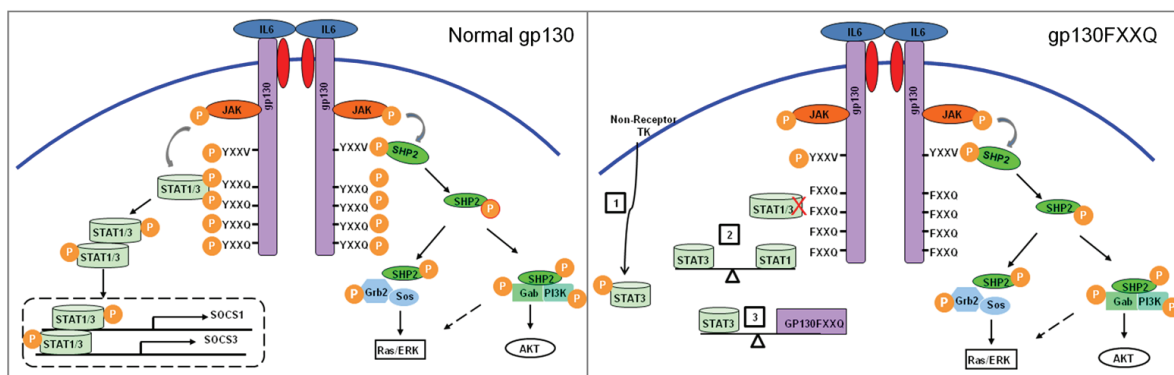 Normal gp130
IL6 IL6
gp130
P JAK JAK P
P YXXV YXXV P SHP2
STAT1/3 P YXXQ YXXQ P
P YXXQ YXXQ P
P YXXQ YXXQ P
P YXXQ YXXQ P
SHP2 P
STAT1/3 P
P STAT1/3
SHP2 P
P Grb2 Sos
P SHP2
P Gab PI3K P
STAT1/3 P SOCS1
P STAT1/3 SOCS3
Ras/ERK AKT
gp130FXXQ
IL6 IL6
gp130
Non-Receptor
TK
P JAK JAK P
P YXXV YXXV P SHP2
FXXQ FXXQ
STAT1/3 X FXXQ FXXQ
FXXQ FXXQ
FXXQ FXXQ
SHP2 P
1
2
STAT3 STAT1
P STAT3
3
STAT3 GP130FXXQ
SHP2 P
P Grb2 Sos
P SHP2
P Gab PI3K P
Ras/ERK AKT